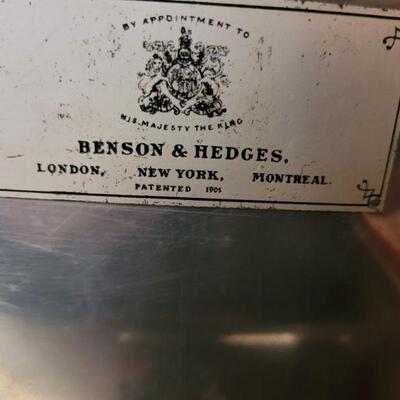 BY APPOINTMENT TO
HIS. MAJESTY THE KING
BENSON & HEDGES.
LONDON, NEW YORK, MONTREAL.
PATENTED 1905